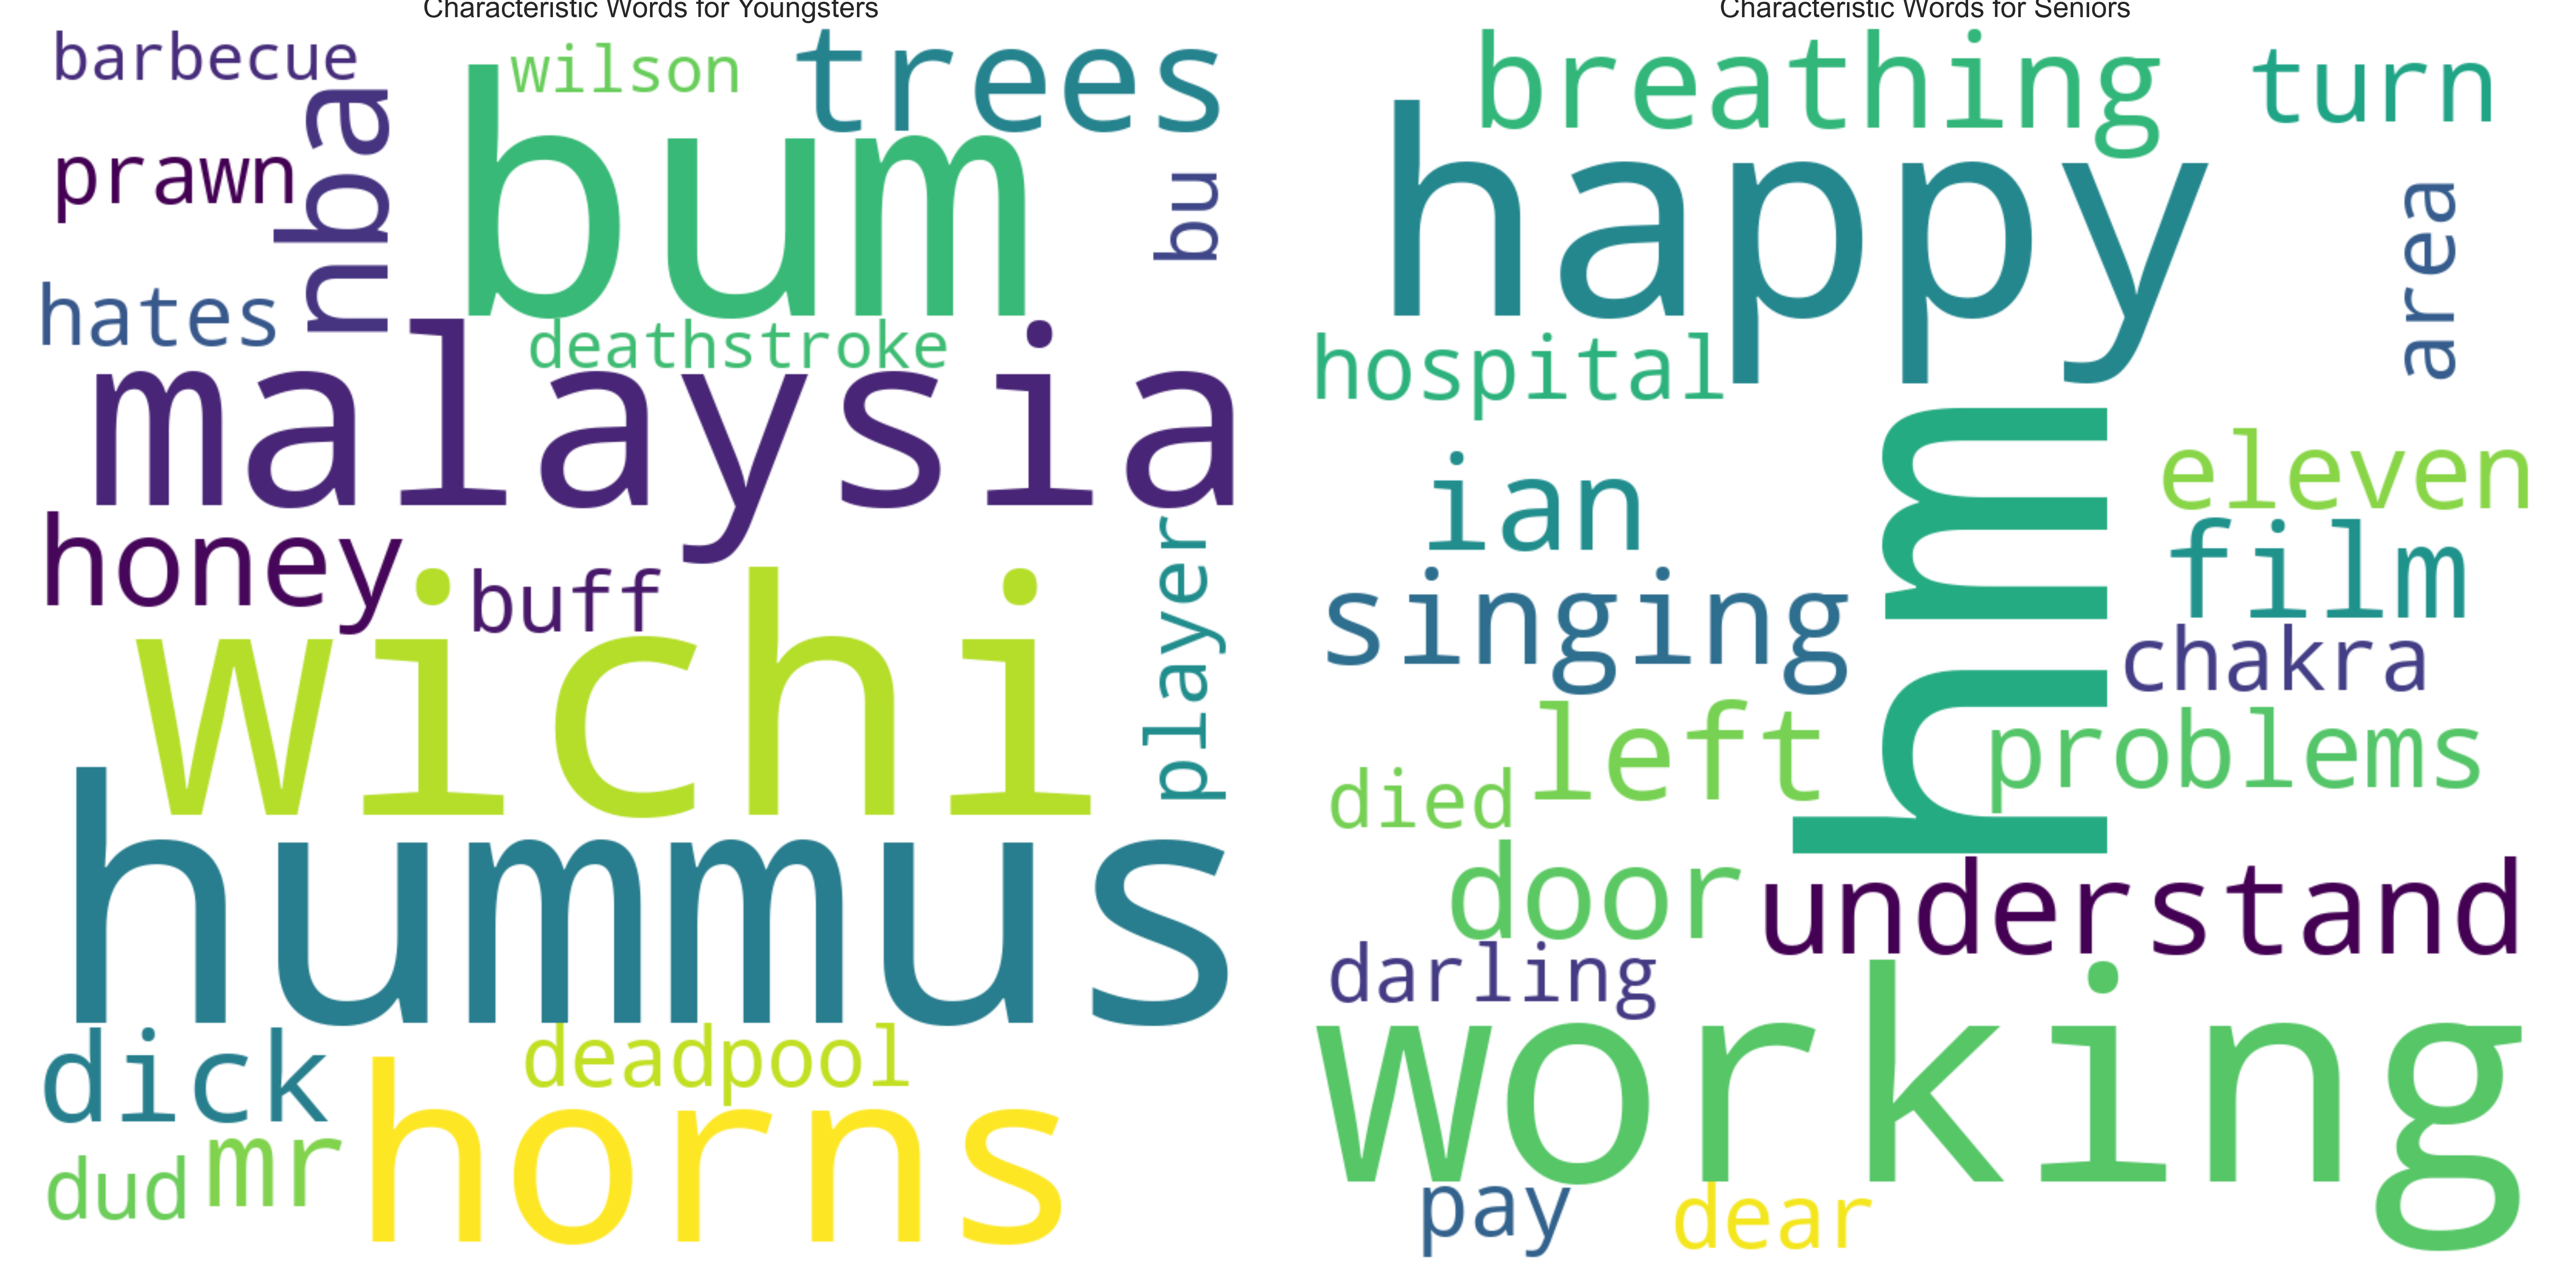 Characteristic Words for Youngsters
barbecue
wilson
trees
prawn
nba
bum
bu
hates
deathstroke
malaysia
honey
buff
player
wichi
hummus
dick
deadpool
dud
mr
horns
Characteristic Words for Seniors
breathing
turn
happy
area
hospital
hm
ian
eleven
film
singing
chakra
left
problems
died
door
understand
darling
working
pay
dear